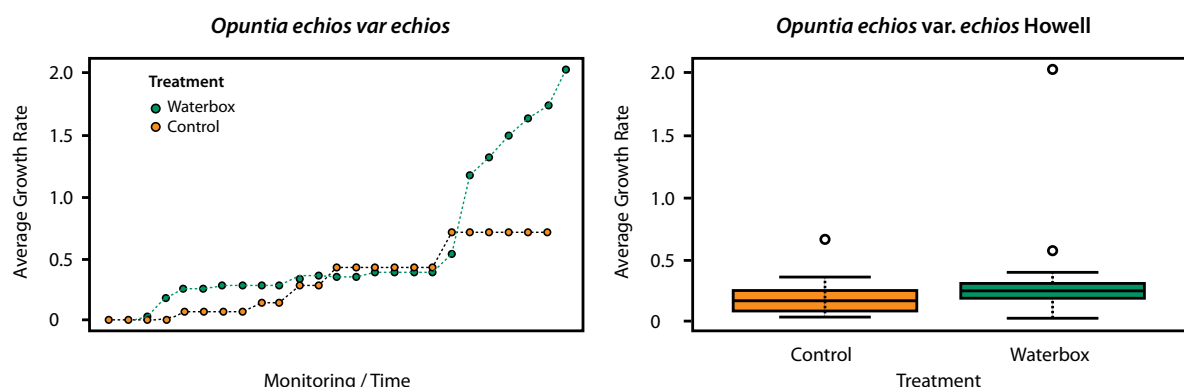 Opuntia echios var echios
Average Growth Rate
2.0
1.5
1.0
0.5
0
Treatment
Waterbox
Control
Monitoring / Time
Opuntia echios var. echios Howell
Average Growth Rate
2.0
1.5
1.0
0.5
0
Control
Waterbox
Treatment